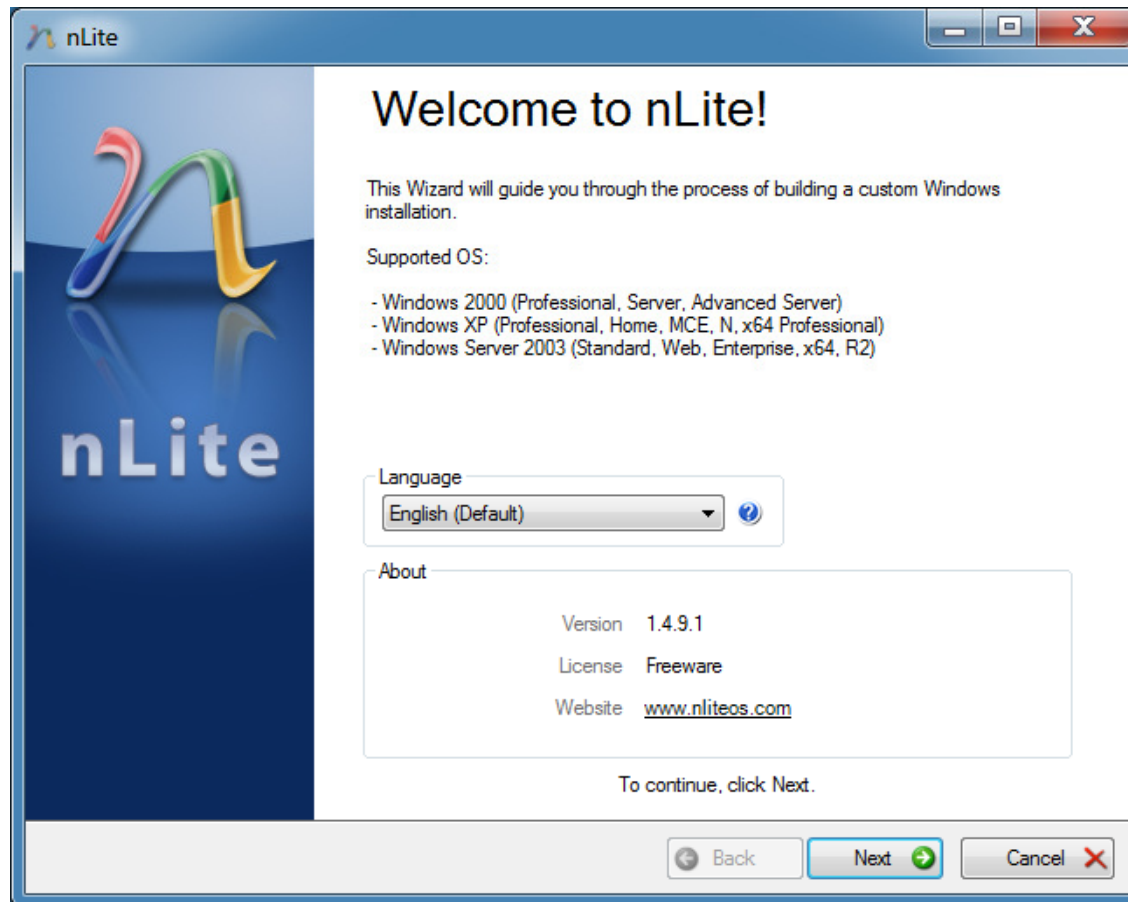 nLite
Welcome to nLite!
This Wizard will guide you through the process of building a custom Windows
installation.
Supported OS:
- Windows 2000 (Professional, Server, Advanced Server)
- Windows XP (Professional, Home, MCE, N, x64 Professional)
- Windows Server 2003 (Standard, Web, Enterprise, x64, R2)
nLite
Language
English (Default)
About
Version 1.4.9.1
License Freeware
Website www.nliteos.com
To continue, click Next.
Back Next Cancel